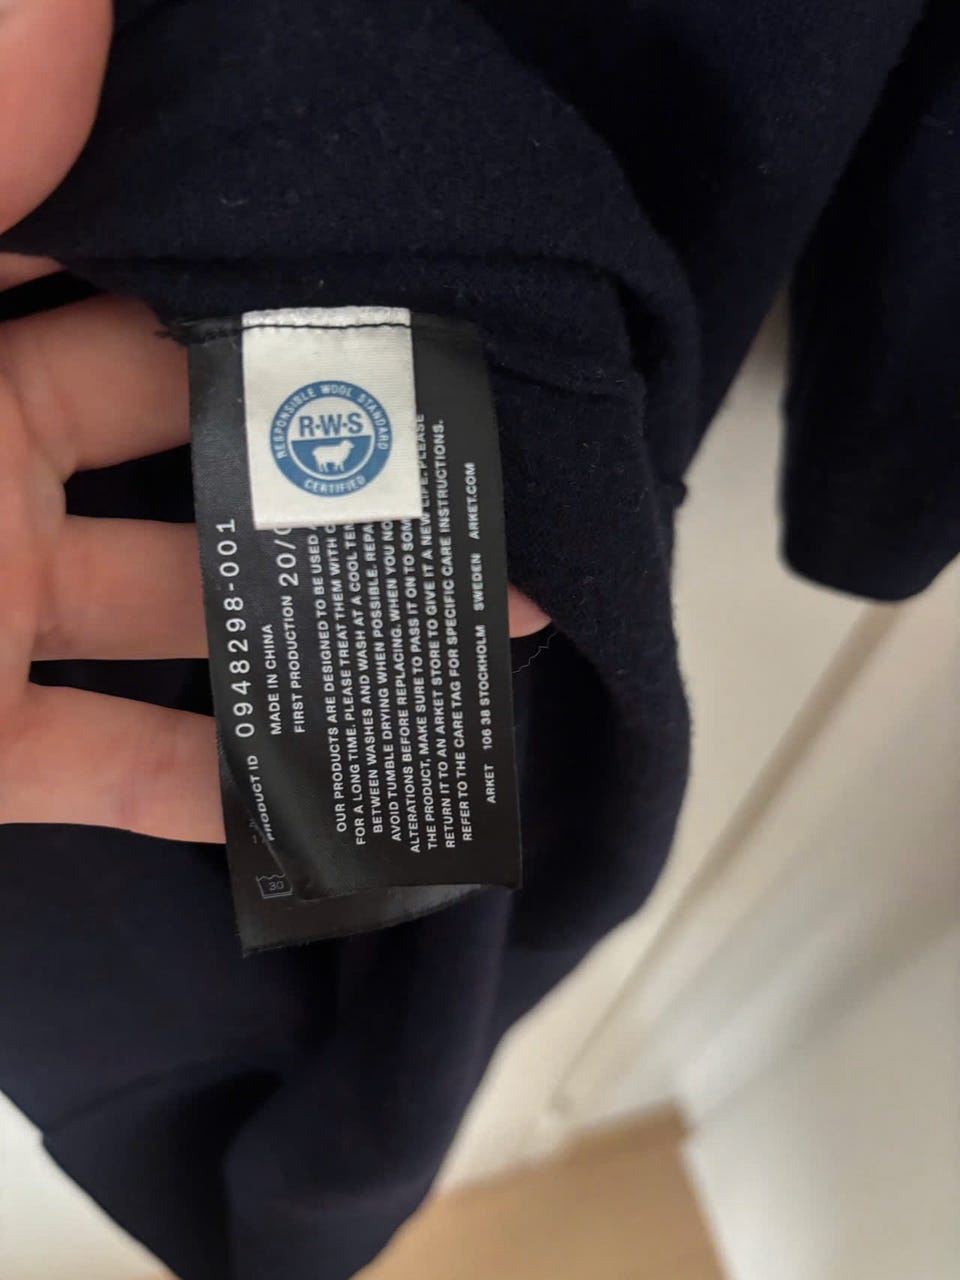 RESPONSIBLE WOOL STANDARD
R·W·S
CERTIFIED
PRODUCT ID 0948298-001
MADE IN CHINA
FIRST PRODUCTION 20/
OUR PRODUCTS ARE DESIGNED TO BE USED
FOR A LONG TIME. PLEASE TREAT THEM WITH
BETWEEN WASHES AND WASH AT A COOL
AVOID TUMBLE DRYING WHEN POSSIBLE.
ALTERATIONS BEFORE REPLACING. WHEN YOU
THE PRODUCT, MAKE SURE TO PASS IT ON TO
RETURN IT TO AN ARKET STORE TO GIVE IT A NEW LIFE. PLEASE
REFER TO THE CARE TAG FOR SPECIFIC CARE INSTRUCTIONS.
ARKET 106 38 STOCKHOLM SWEDEN ARKET.COM
30